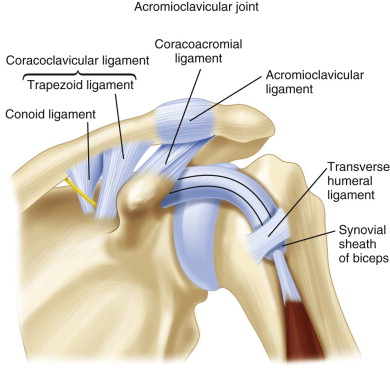 Acromioclavicular joint
Coracoacromial
ligament
Coracoclavicular ligament
Trapezoid ligament
Conoid ligament
Acromioclavicular
ligament
Transverse
humeral
ligament
Synovial
sheath
of biceps